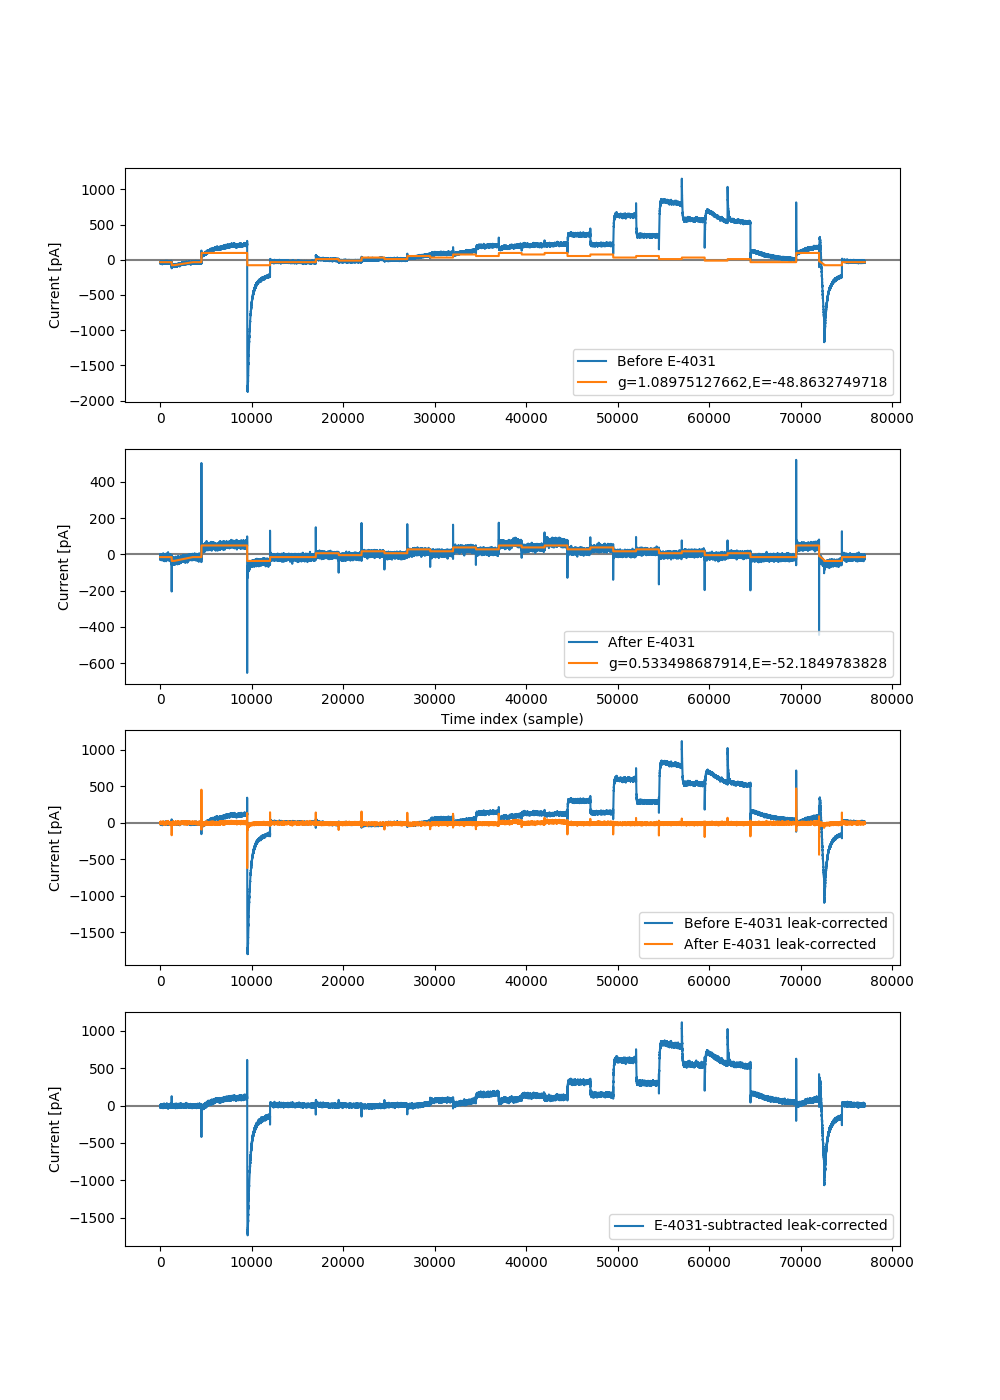 1000
500
0
−500
−1000
−1500
−2000
Current [pA]
Before E-4031
g=1.08975127662,E=-48.8632749718
0 10000 20000 30000 40000 50000 60000 70000 80000
400
200
0
−200
−400
−600
Current [pA]
After E-4031
g=0.533498687914,E=-52.1849783828
0 10000 20000 30000 40000 50000 60000 70000 80000
Time index (sample)
1000
500
0
−500
−1000
−1500
Current [pA]
Before E-4031 leak-corrected
After E-4031 leak-corrected
0 10000 20000 30000 40000 50000 60000 70000 80000
1000
500
0
−500
−1000
−1500
Current [pA]
E-4031-subtracted leak-corrected
0 10000 20000 30000 40000 50000 60000 70000 80000